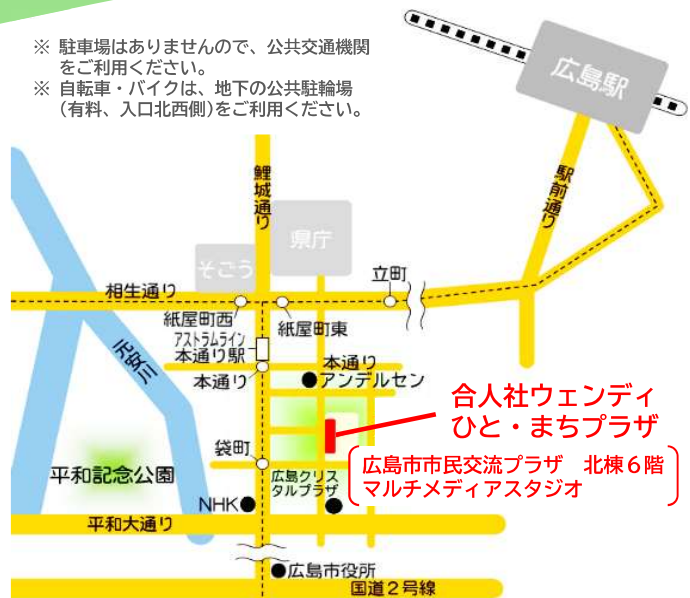 ※ 駐車場はありませんので、公共交通機関
をご利用ください。
※ 自転車・バイクは、地下の公共駐輪場
(有料、入口北西側)をご利用ください。
広島駅
鯉城通り
駅前通り
県庁
そごう
立町
相生通り
紙屋町西
紙屋町東
アストラムライン
本通り駅
本通り
本通り
アンデルセン
元安川
合人社ウェンディ
ひと・まちプラザ
広島市市民交流プラザ 北棟６階
マルチメディアスタジオ
袋町
平和記念公園
広島クリス
タルプラザ
NHK
平和大通り
広島市役所
国道２号線